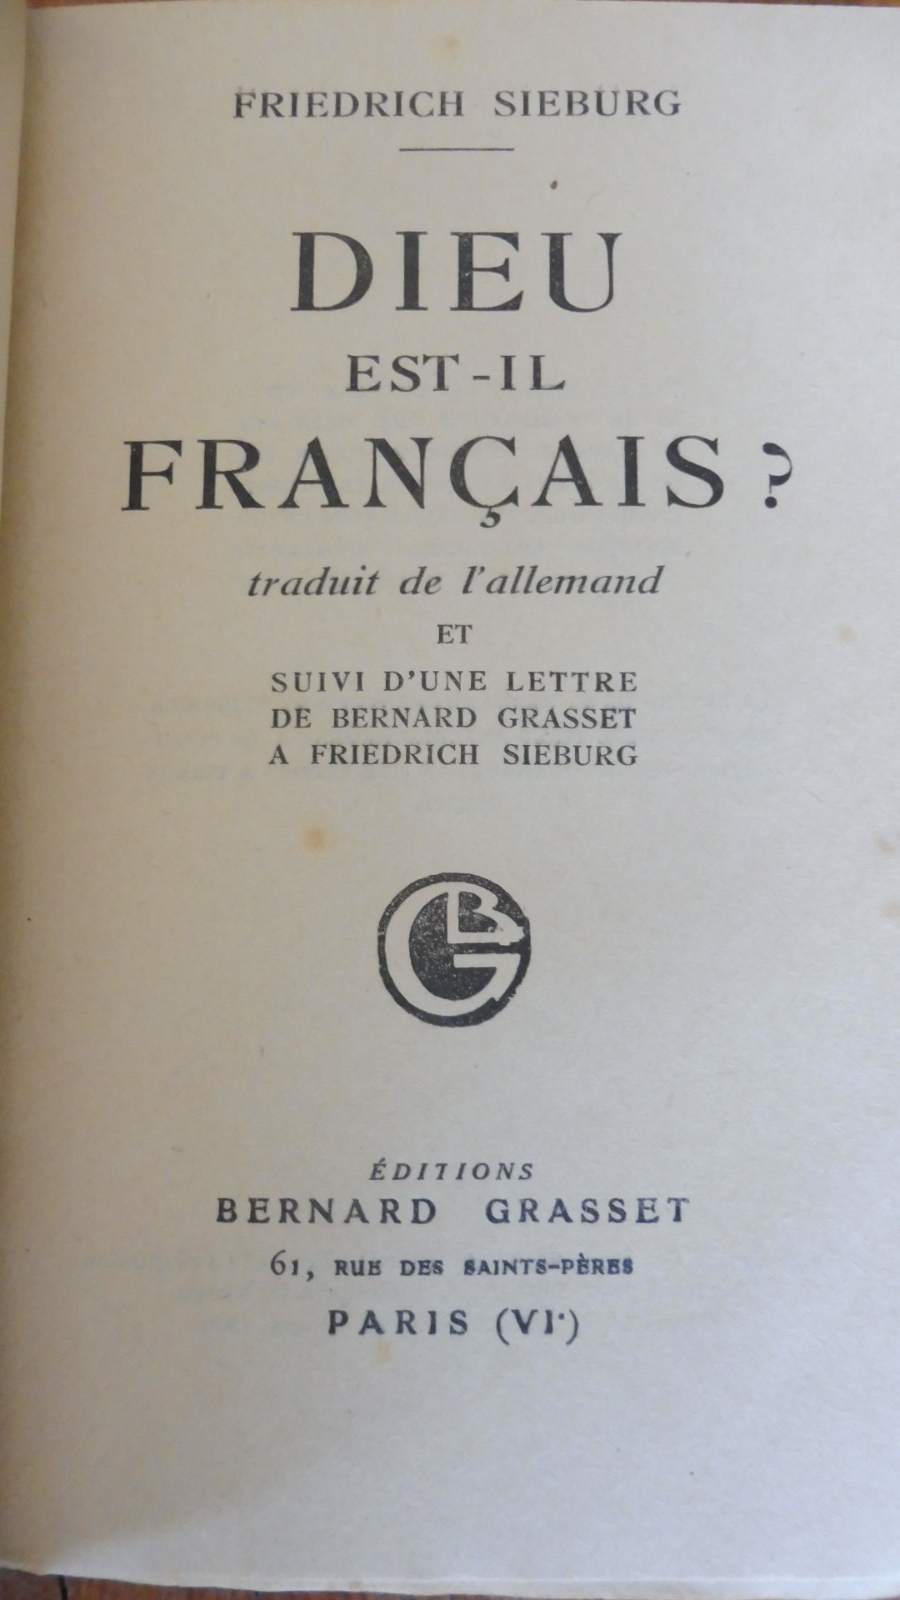 FRIEDRICH SIEBURG
DIEU
EST-IL
FRANÇAIS ?
traduit de l'allemand
ET
SUIVI D'UNE LETTRE
DE BERNARD GRASSET
A FRIEDRICH SIEBURG
BG
ÉDITIONS
BERNARD GRASSET
61, RUE DES SAINTS-PÈRES
PARIS (VIe)